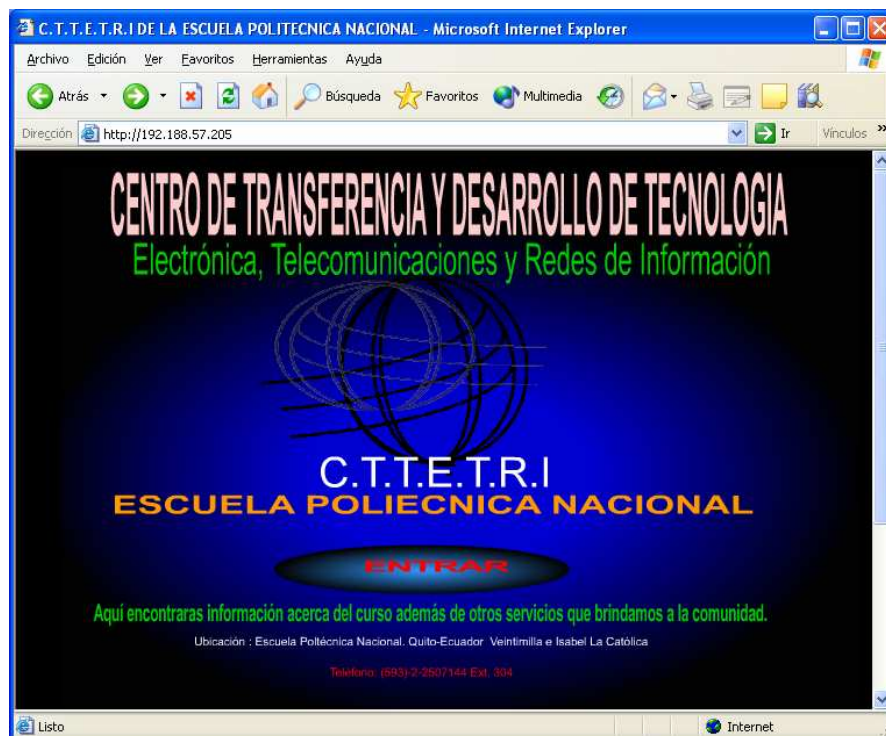 C.T.T.E.T.R.I DE LA ESCUELA POLITECNICA NACIONAL - Microsoft Internet Explorer
Archivo Edición Ver Favoritos Herramientas Ayuda
Atrás Búsqueda Favoritos Multimedia
Dirección http://192.188.57.205 Ir Vínculos »
CENTRO DE TRANSFERENCIA Y DESARROLLO DE TECNOLOGIA
Electrónica, Telecomunicaciones y Redes de Información
C.T.T.E.T.R.I
ESCUELA POLIECNICA NACIONAL
ENTRAR
Aquí encontraras información acerca del curso además de otros servicios que brindamos a la comunidad.
Ubicación : Escuela Poltécnica Nacional. Quito-Ecuador Veintimilla e Isabel La Católica
Teléfono: (593)-2-2507144 Ext. 304
Listo Internet